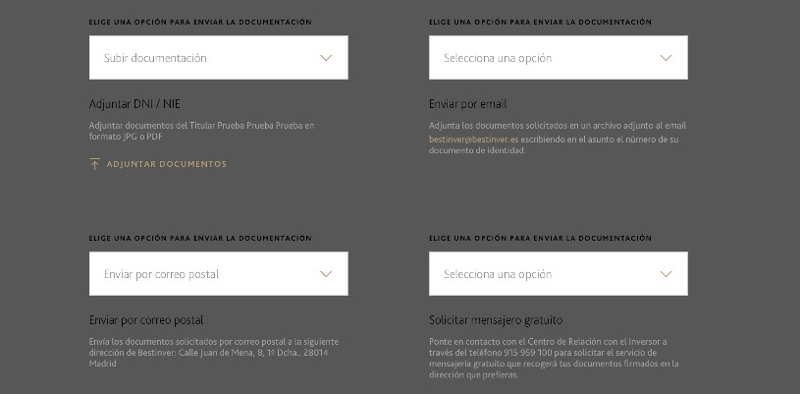 ELIGE UNA OPCIÓN PARA ENVIAR LA DOCUMENTACIÓN
Subir documentación
Adjuntar DNI / NIE
Adjuntar documentos del Titular Prueba Prueba Prueba en
formato JPG o PDF
ADJUNTAR DOCUMENTOS
ELIGE UNA OPCIÓN PARA ENVIAR LA DOCUMENTACIÓN
Selecciona una opción
Enviar por email
Adjunta los documentos solicitados en un archivo adjunto al email
bestinver@bestinver.es escribiendo en el asunto el número de su
documento de identidad.
ELIGE UNA OPCIÓN PARA ENVIAR LA DOCUMENTACIÓN
Enviar por correo postal
Enviar por correo postal
Envía los documentos solicitados por correo postal a la siguiente
dirección de Bestinver: Calle Juan de Mena, 8, 1º Dcha., 28014
Madrid
ELIGE UNA OPCIÓN PARA ENVIAR LA DOCUMENTACIÓN
Selecciona una opción
Solicitar mensajero gratuito
Ponte en contacto con el Centro de Relación con el Inversor a
través del teléfono 915 959 100 para solicitar el servicio de
mensajería gratuito que recogerá tus documentos firmados en la
dirección que prefieras.